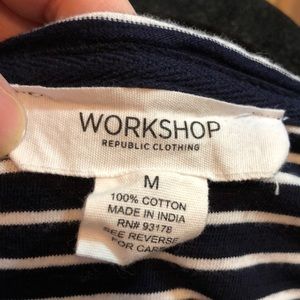 WORKSHOP
REPUBLIC CLOTHING
M
100% COTTON
MADE IN INDIA
RN# 93178
SEE REVERSE
FOR CARE